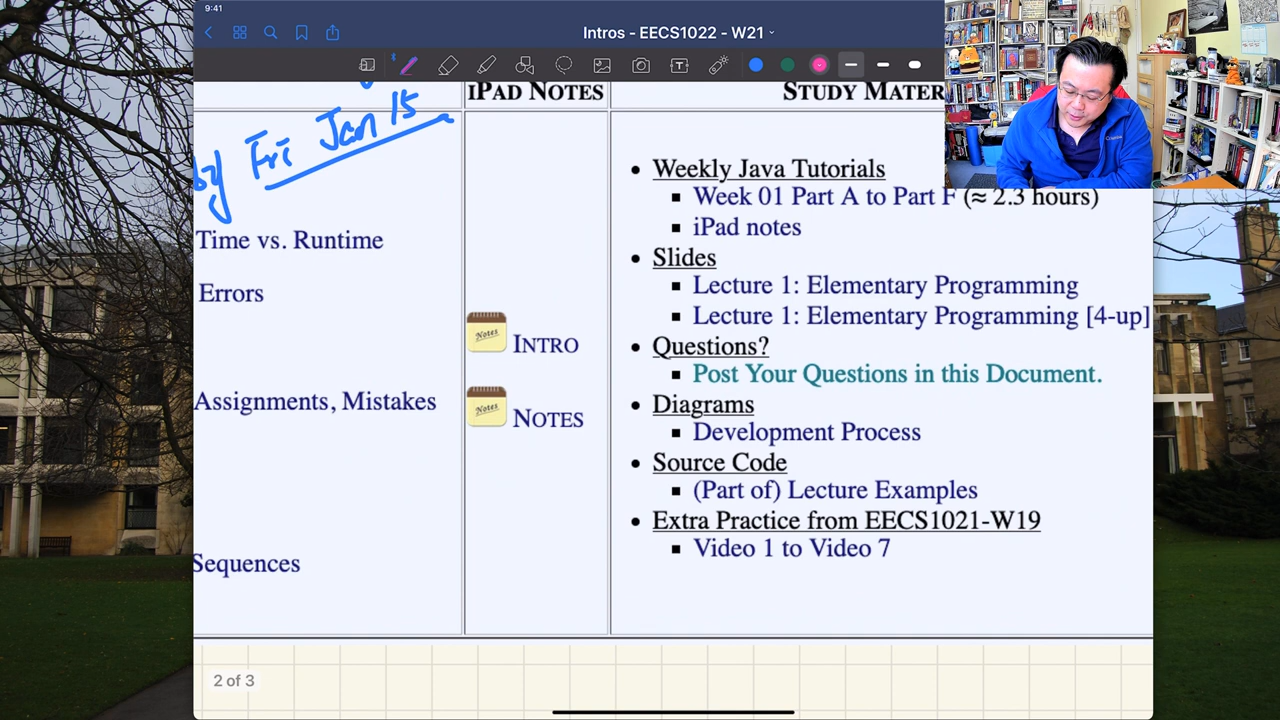 9:41
Intros - EECS1022 - W21
iPad Notes
Study Mater
by Fri Jan 15
Time vs. Runtime
Errors
Assignments, Mistakes
Sequences
Notes
Intro
Notes
Notes
• Weekly Java Tutorials
▪ Week 01 Part A to Part F (≈ 2.3 hours)
▪ iPad notes
• Slides
▪ Lecture 1: Elementary Programming
▪ Lecture 1: Elementary Programming [4-up]
• Questions?
▪ Post Your Questions in this Document.
• Diagrams
▪ Development Process
• Source Code
▪ (Part of) Lecture Examples
• Extra Practice from EECS1021-W19
▪ Video 1 to Video 7
2 of 3